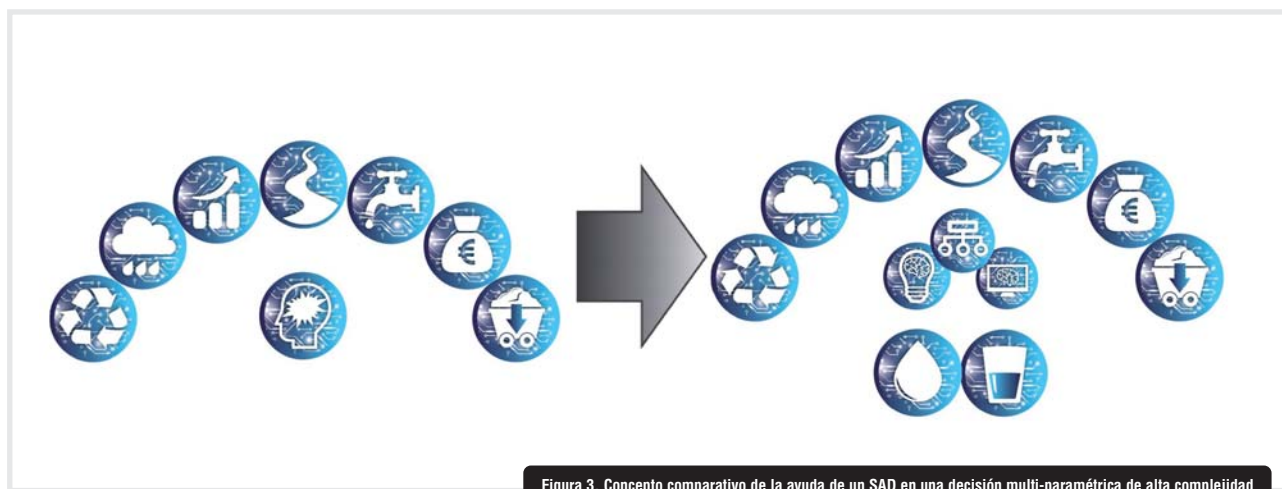 Figura 3. Concepto comparativo de la ayuda de un SAD en una decisión multi-paramétrica de alta complejidad